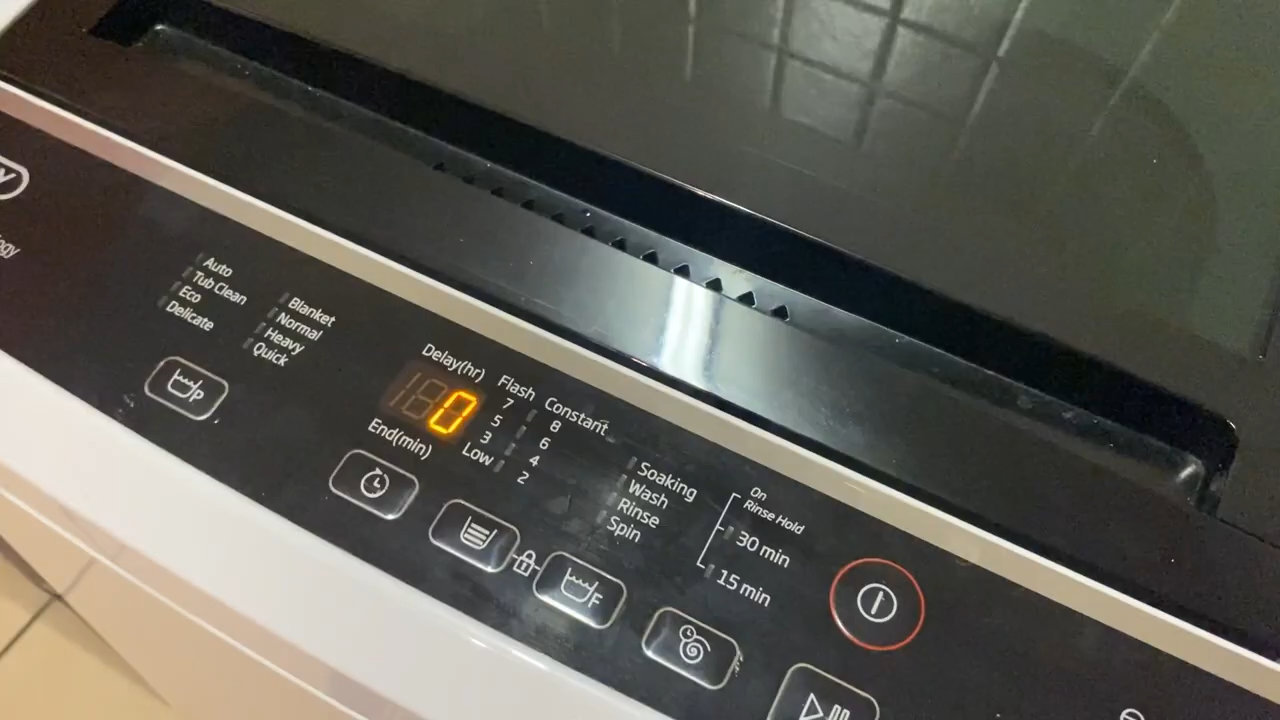 Auto
Tub Clean
Eco
Delicate
Blanket
Normal
Heavy
Quick
P
Delay(hr)
0
End(min)
Flash
7
5
3
Low
Constant
8
6
4
2
Soaking
Wash
Rinse
Spin
F
On
Rinse Hold
30 min
15 min